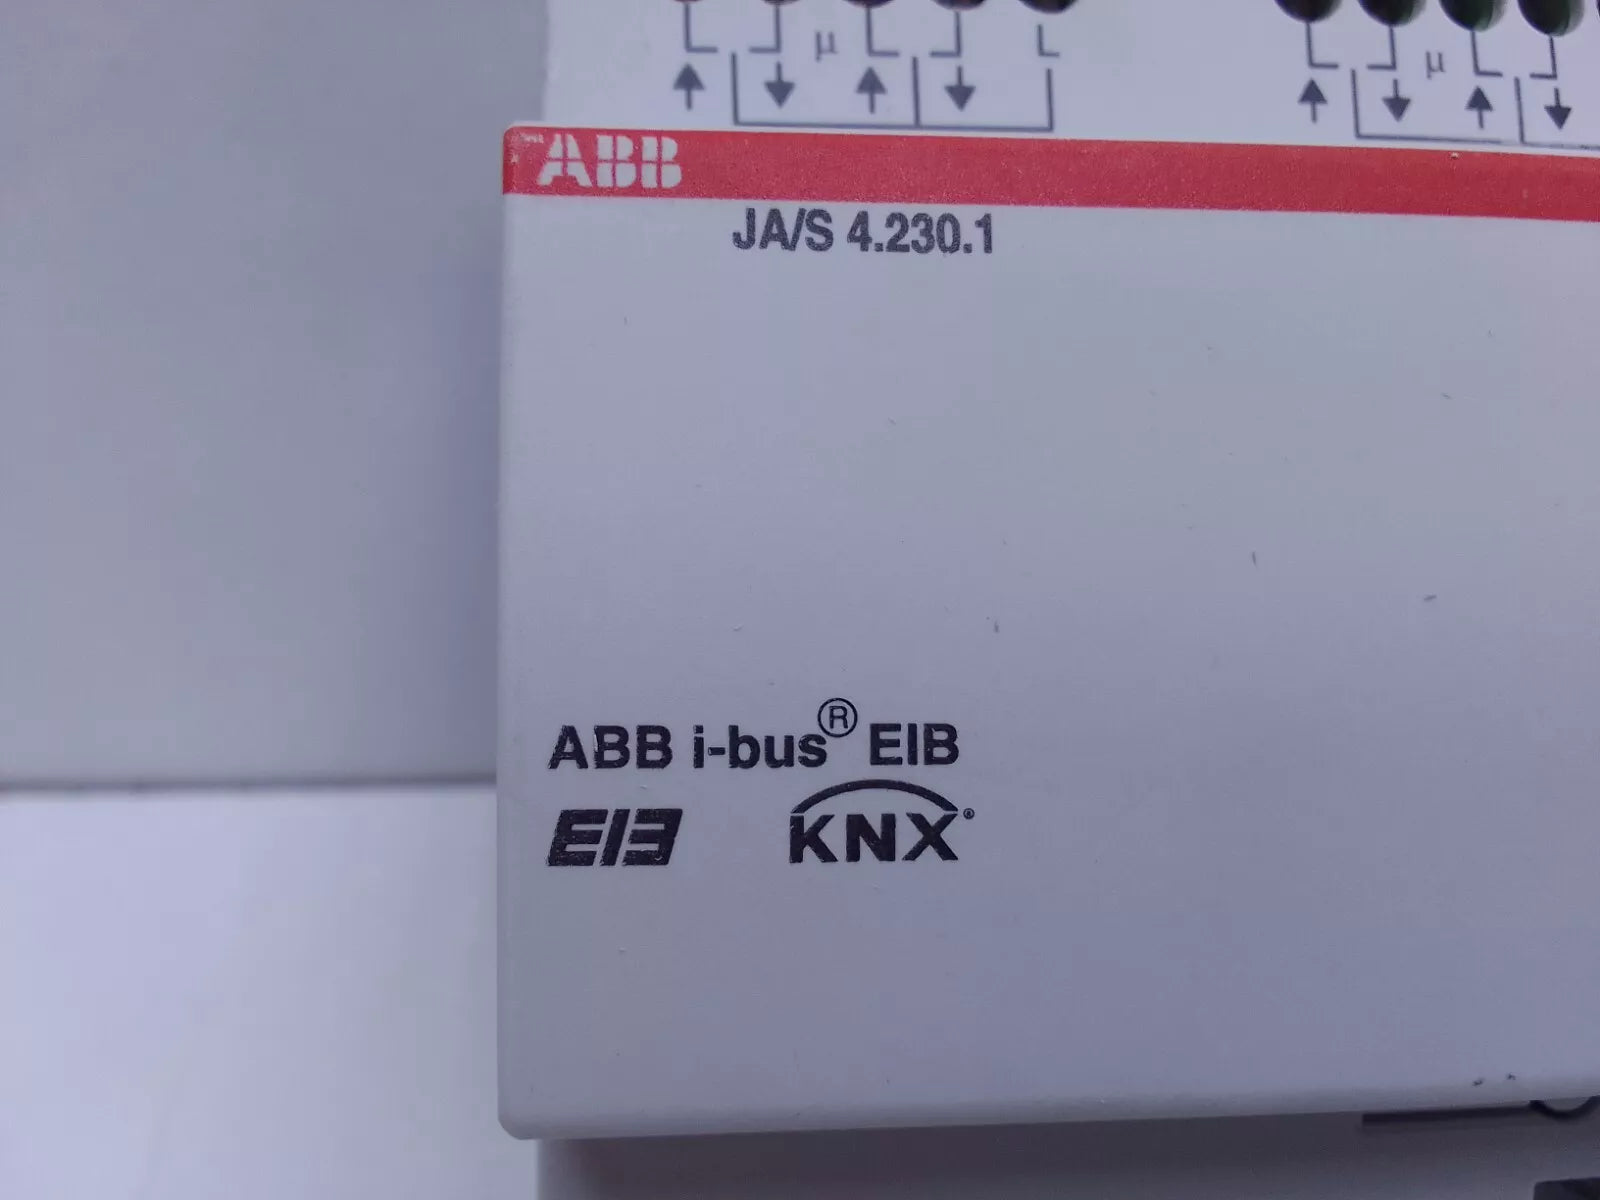 μ μ
ABB
JA/S 4.230.1
ABB i-bus® EIB
EIB KNX®